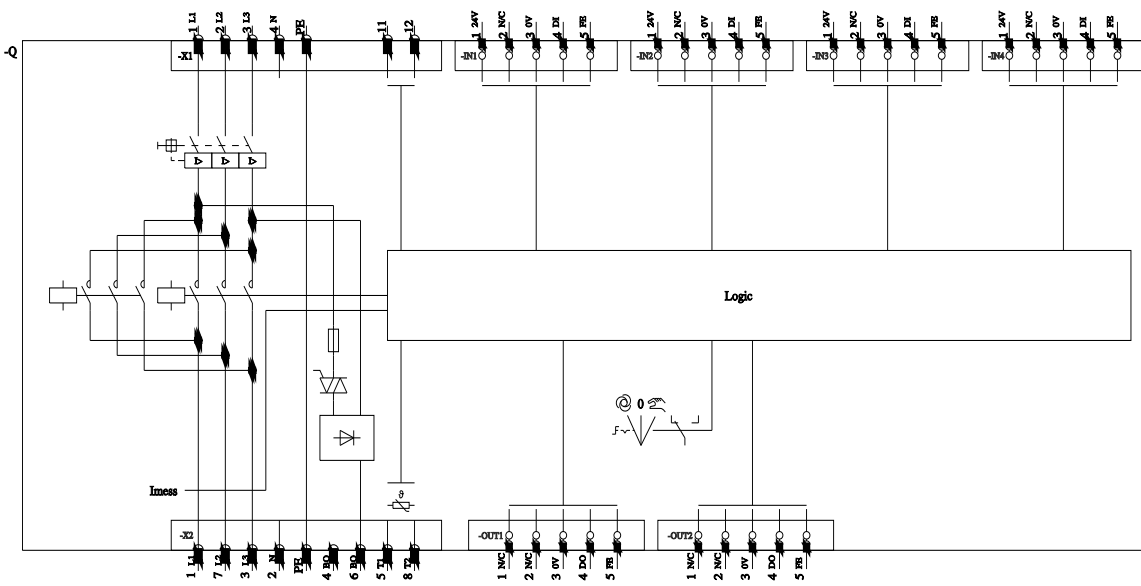 1 L1
2 L2
3 L3
4 N
PE
11
12
1 24V
2 N/C
3 0V
4 DI
5 FE
1 24V
2 N/C
3 0V
4 DI
5 FE
1 24V
2 N/C
3 0V
4 DI
5 FE
1 24V
2 N/C
3 0V
4 DI
5 FE
-Q
-X1
-IN1
-IN2
-IN3
-IN4
I>
I>
I>
Logic
0
Imess
ϑ
-X2
-OUT1
-OUT2
1 L1
7 L2
3 L3
2 N
PE
4 BO
6 BO
5 T1
8 T2
1 N/C
2 N/C
3 0V
4 DO
5 FE
1 N/C
2 N/C
3 0V
4 DO
5 FE